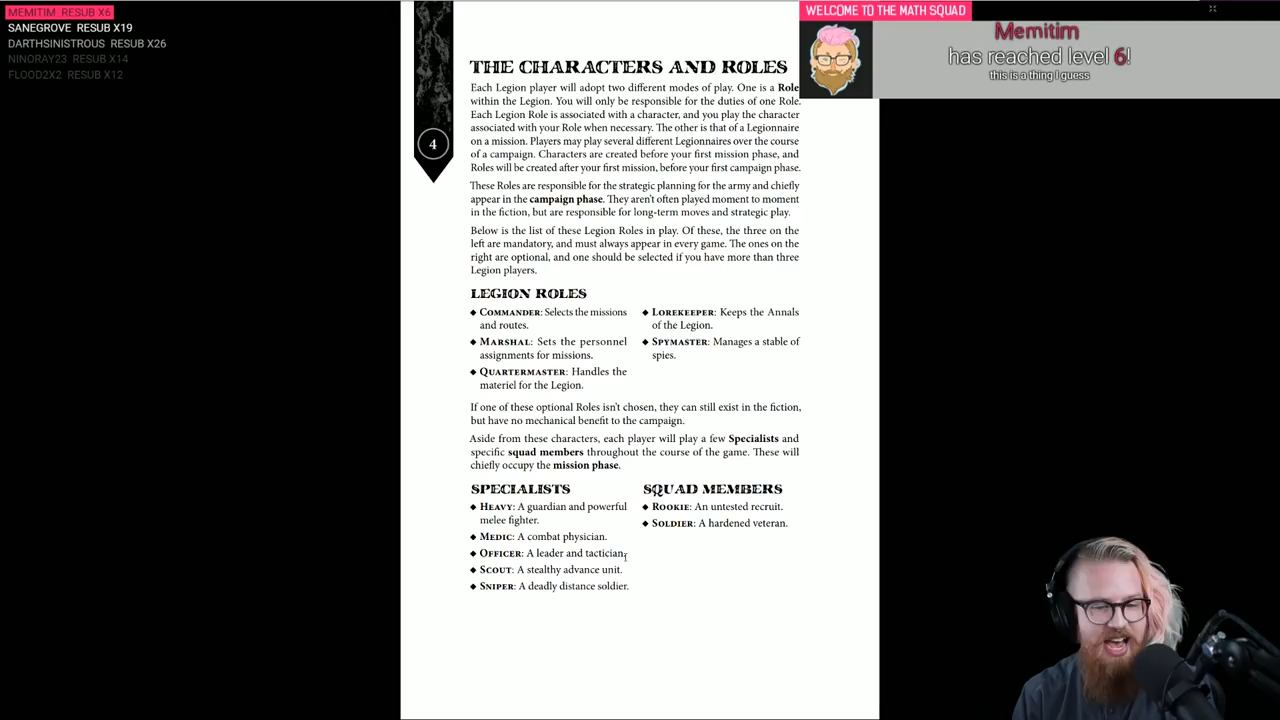 MEMITIM RESUB X6
SANEGROVE RESUB X19
DARTHSINISTROUS RESUB X26
NINORAY23 RESUB X14
FLOOD2X2 RESUB X12
WELCOME TO THE MATH SQUAD
Memitim
has reached level 6!
this is a thing I guess
4
THE CHARACTERS AND ROLES
Each Legion player will adopt two different modes of play. One is a Role
within the Legion. You will only be responsible for the duties of one Role.
Each Legion Role is associated with a character, and you play the character
associated with your Role when necessary. The other is that of a Legionnaire
on a mission. Players may play several different Legionnaires over the course
of a campaign. Characters are created before your first mission phase, and
Roles will be created after your first mission, before your first campaign phase.
These Roles are responsible for the strategic planning for the army and chiefly
appear in the campaign phase. They aren't often played moment to moment
in the fiction, but are responsible for long-term moves and strategic play.
Below is the list of these Legion Roles in play. Of these, the three on the
left are mandatory, and must always appear in every game. The ones on the
right are optional, and one should be selected if you have more than three
Legion players.
LEGION ROLES
◆ COMMANDER: Selects the missions
and routes.
◆ MARSHAL: Sets the personnel
assignments for missions.
◆ QUARTERMASTER: Handles the
materiel for the Legion.
◆ LOREKEEPER: Keeps the Annals
of the Legion.
◆ SPYMASTER: Manages a stable of
spies.
If one of these optional Roles isn't chosen, they can still exist in the fiction,
but have no mechanical benefit to the campaign.
Aside from these characters, each player will play a few Specialists and
specific squad members throughout the course of the game. These will
chiefly occupy the mission phase.
SPECIALISTS
◆ HEAVY: A guardian and powerful
melee fighter.
◆ MEDIC: A combat physician.
◆ OFFICER: A leader and tactician.
◆ SCOUT: A stealthy advance unit.
◆ SNIPER: A deadly distance soldier.
SQUAD MEMBERS
◆ ROOKIE: An untested recruit.
◆ SOLDIER: A hardened veteran.